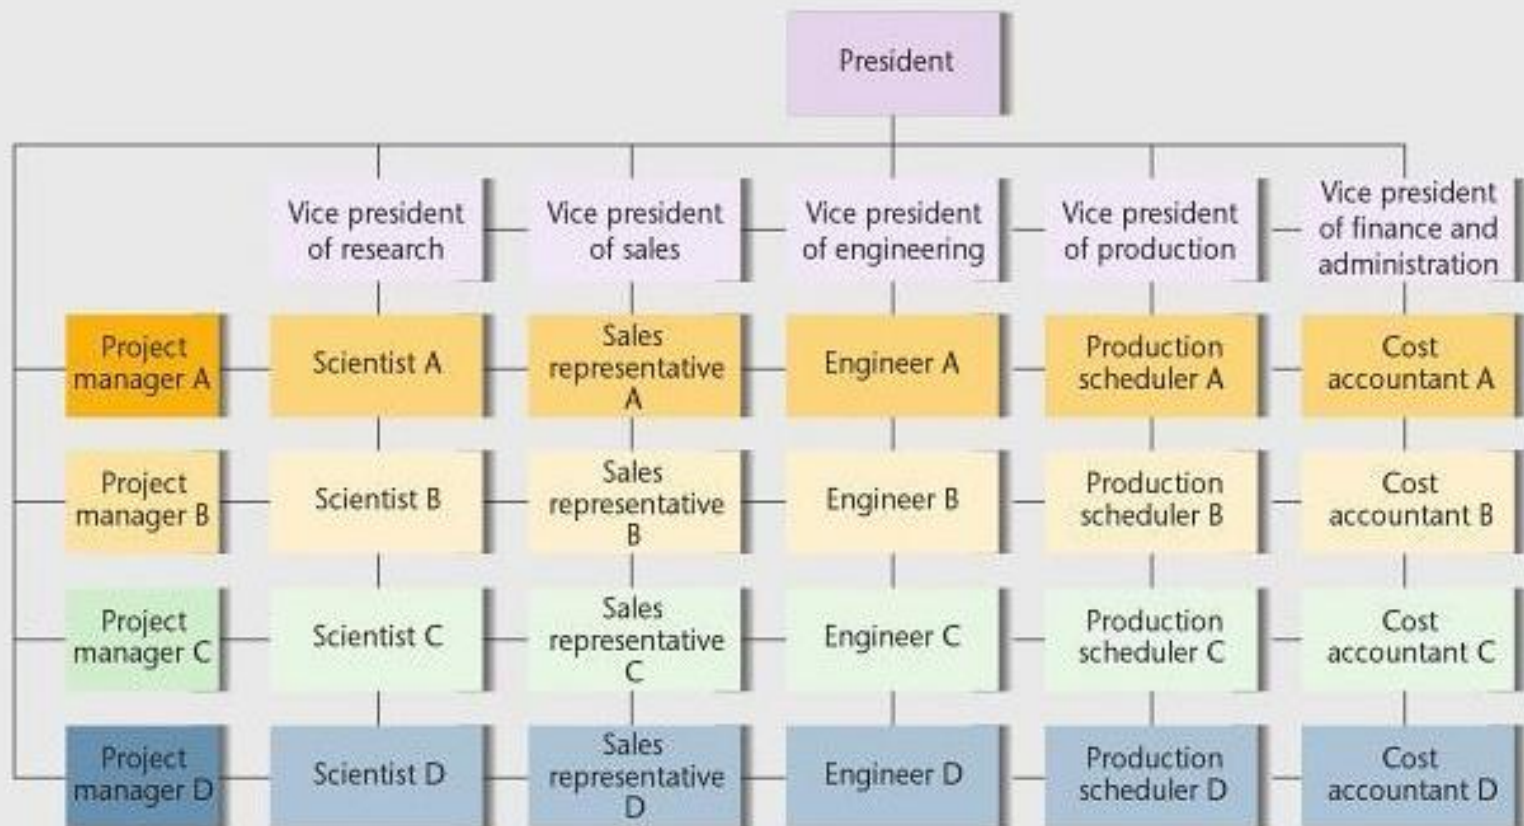 President
Vice president
of research
Vice president
of sales
Vice president
of engineering
Vice president
of production
Vice president
of finance and
administration
Project
manager A
Scientist A
Sales
representative
A
Engineer A
Production
scheduler A
Cost
accountant A
Project
manager B
Scientist B
Sales
representative
B
Engineer B
Production
scheduler B
Cost
accountant B
Project
manager C
Scientist C
Sales
representative
C
Engineer C
Production
scheduler C
Cost
accountant C
Project
manager D
Scientist D
Sales
representative
D
Engineer D
Production
scheduler D
Cost
accountant D